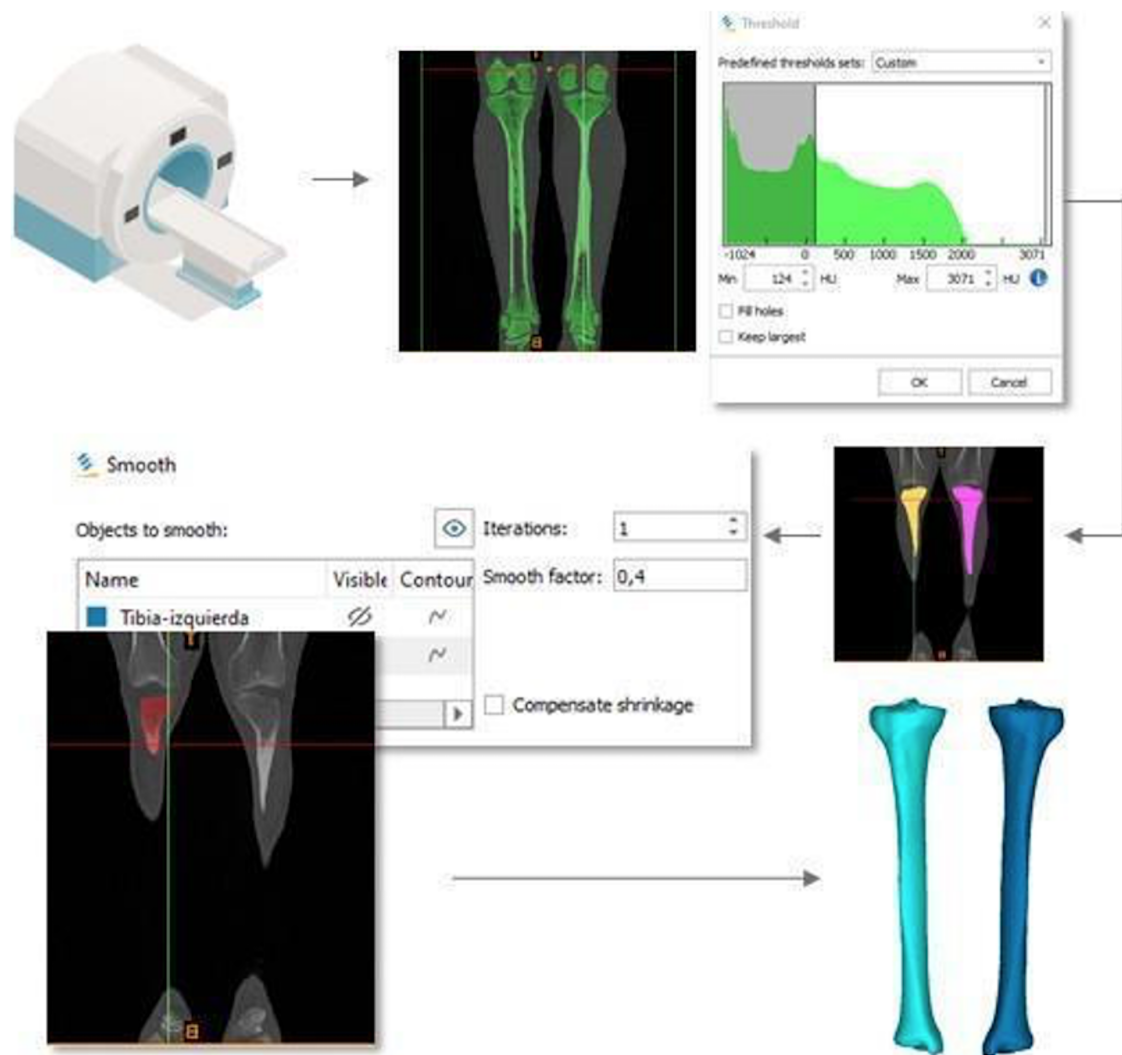 T
B
Threshold
Predefined thresholds sets: Custom
-1024 0 500 1000 1500 2000 3071
Min 124 HU Max 3071 HU
Fill holes
Keep largest
OK Cancel
T
B
Smooth
Objects to smooth: Iterations: 1
Name Visible Contour Smooth factor: 0,4
Tibia-izquierda
Compensate shrinkage
T
B